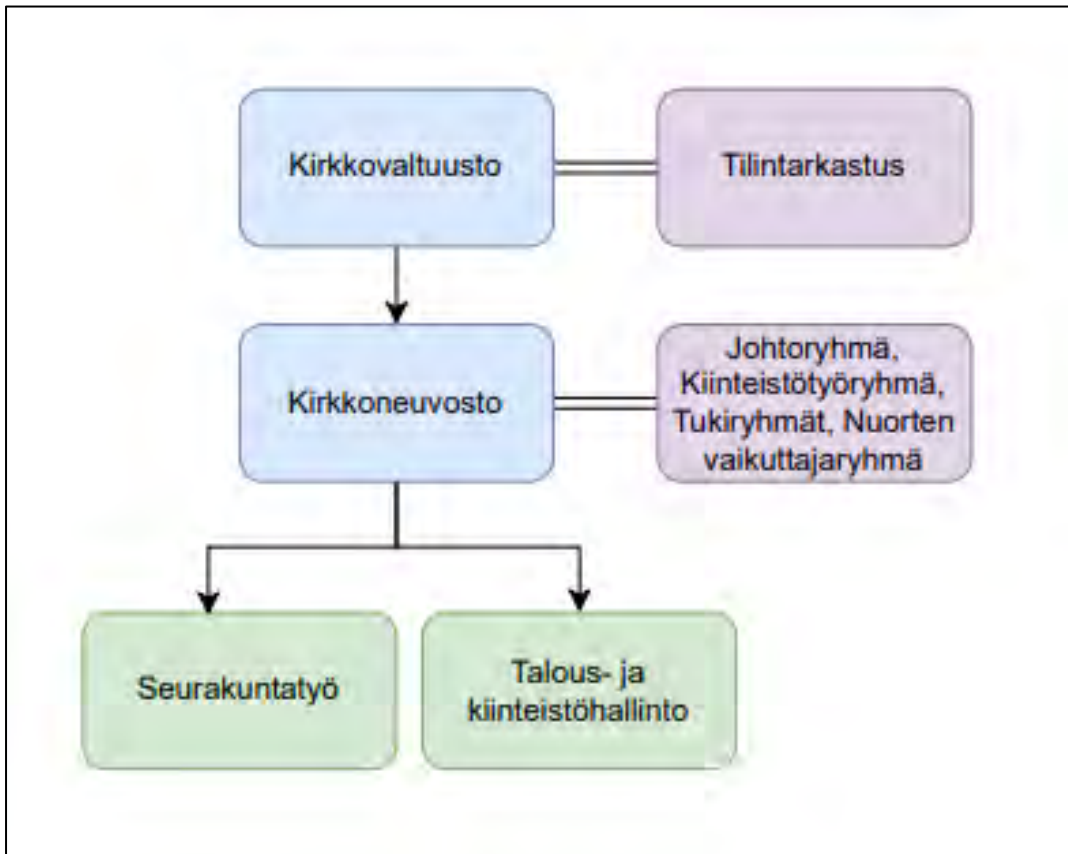 Kirkkovaltuusto
Tilintarkastus
Kirkkoneuvosto
Johtoryhmä,
Kiinteistötyöryhmä,
Tukiryhmät, Nuorten
vaikuttajaryhmä
Seurakuntatyö
Talous- ja
kiinteistöhallinto